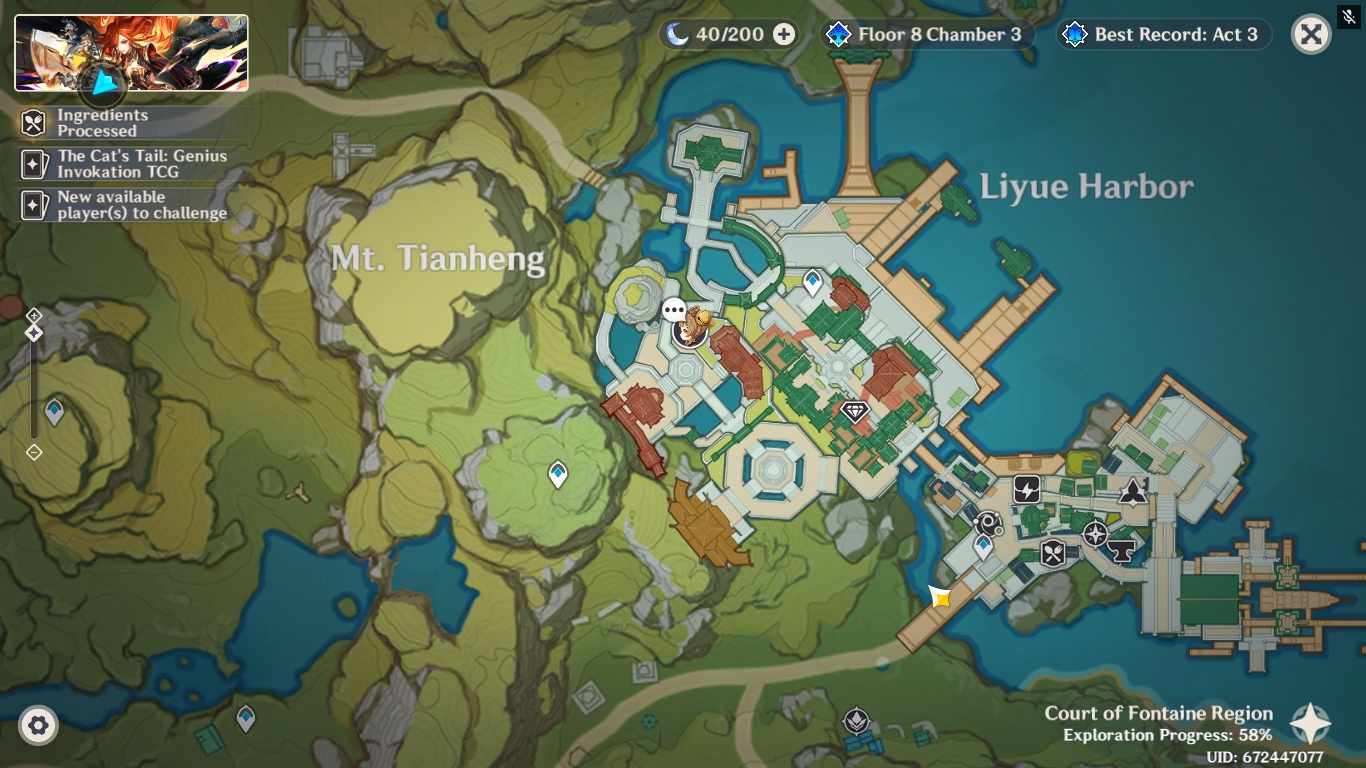 40/200
Floor 8 Chamber 3
Best Record: Act 3
Ingredients
Processed
The Cat's Tail: Genius
Invokation TCG
New available
player(s) to challenge
Liyue Harbor
Mt. Tianheng
Court of Fontaine Region
Exploration Progress: 58%
UID: 672447077